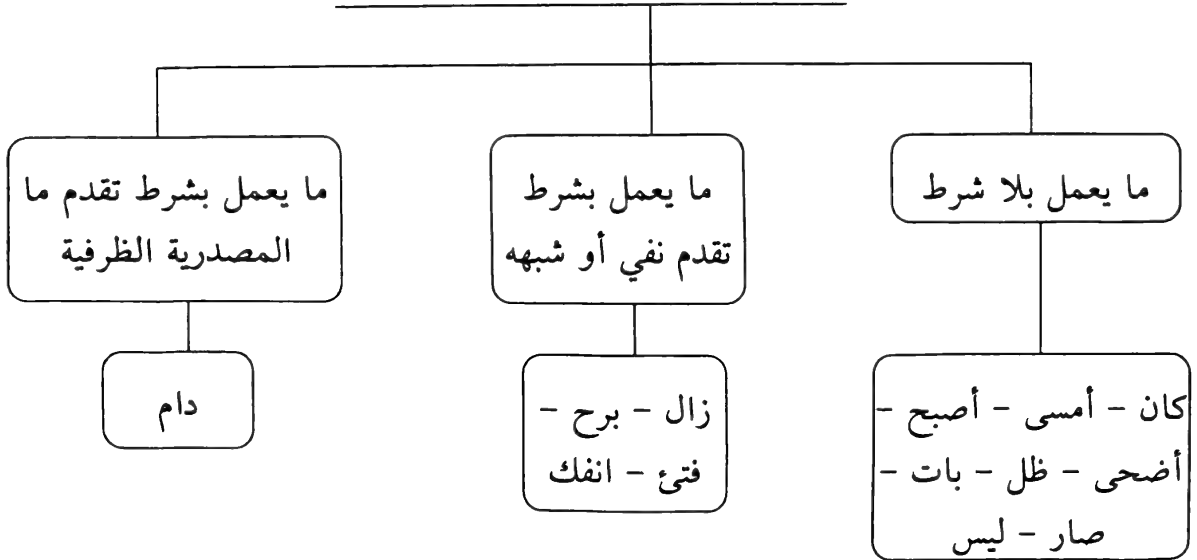 ما يعمل بلا شرط
كان - أمسى - أصبح -
أضحى - ظل - بات -
صار - ليس
ما يعمل بشرط
تقدم نفي أو شبهه
زال - برح -
فتئ - انفك
ما يعمل بشرط تقدم ما
المصدرية الظرفية
دام